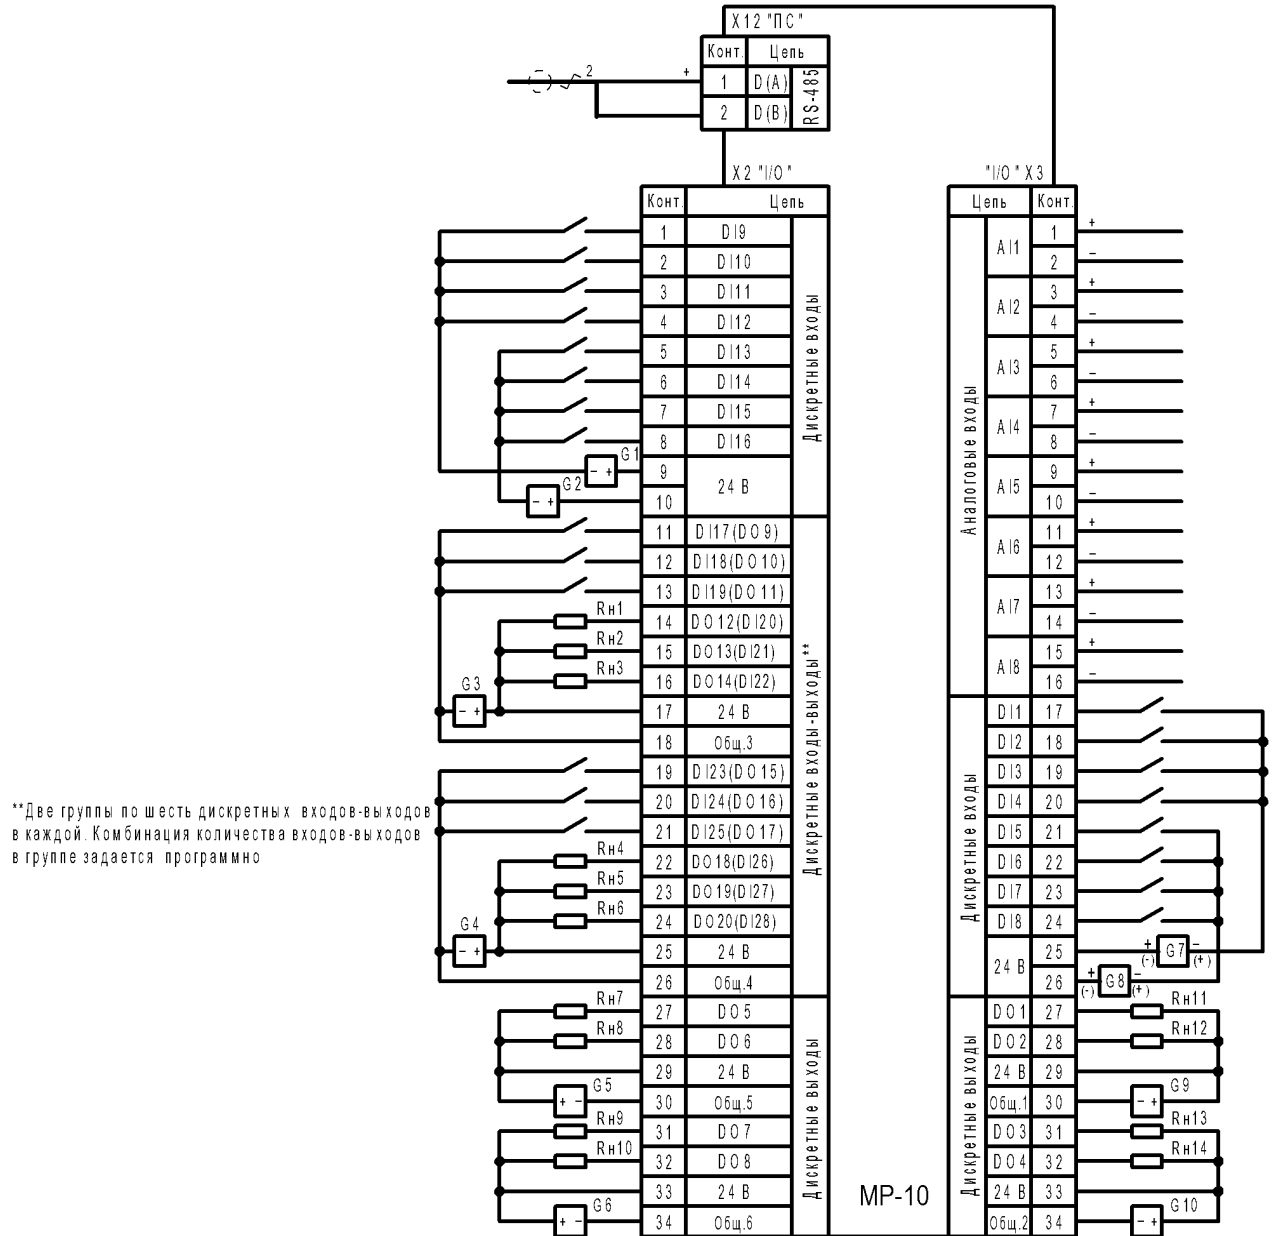 X12 "ПС"
Конт. Цепь
2 + 1 D(A)
2 D(B)
RS-485
X2 "I/O"
Конт. Цепь
1 DI9
2 DI10
3 DI11
4 DI12
5 DI13
6 DI14
7 DI15
8 DI16
G1 - + 9
24 В
G2 - + 10
Дискретные входы
11 DI17(DO9)
12 DI18(DO10)
13 DI19(DO11)
Rн1 14 DO12(DI20)
Rн2 15 DO13(DI21)
Rн3 16 DO14(DI22)
G3 - + 17 24 В
18 Общ.3
19 DI23(DO15)
20 DI24(DO16)
21 DI25(DO17)
Rн4 22 DO18(DI26)
Rн5 23 DO19(DI27)
Rн6 24 DO20(DI28)
G4 - + 25 24 В
26 Общ.4
Дискретные входы-выходы**
Rн7 27 DO5
Rн8 28 DO6
29 24 В
G5 + - 30 Общ.5
Rн9 31 DO7
Rн10 32 DO8
33 24 В
G6 + - 34 Общ.6
Дискретные выходы
**Две группы по шесть дискретных входов-выходов
в каждой. Комбинация количества входов-выходов
в группе задается программно
МР-10
"I/O" X3
Цепь Конт.
Аналоговые входы
AI1 1 +
2 –
AI2 3 +
4 –
AI3 5 +
6 –
AI4 7 +
8 –
AI5 9 +
10 –
AI6 11 +
12 –
AI7 13 +
14 –
AI8 15 +
16 –
Дискретные входы
DI1 17
DI2 18
DI3 19
DI4 20
DI5 21
DI6 22
DI7 23
DI8 24
24 В
25 + (-) G7 – (+)
26 + (-) G8 – (+)
Дискретные выходы
DO1 27 Rн11
DO2 28 Rн12
24 В 29
Общ.1 30 - + G9
DO3 31 Rн13
DO4 32 Rн14
24 В 33
Общ.2 34 - + G10